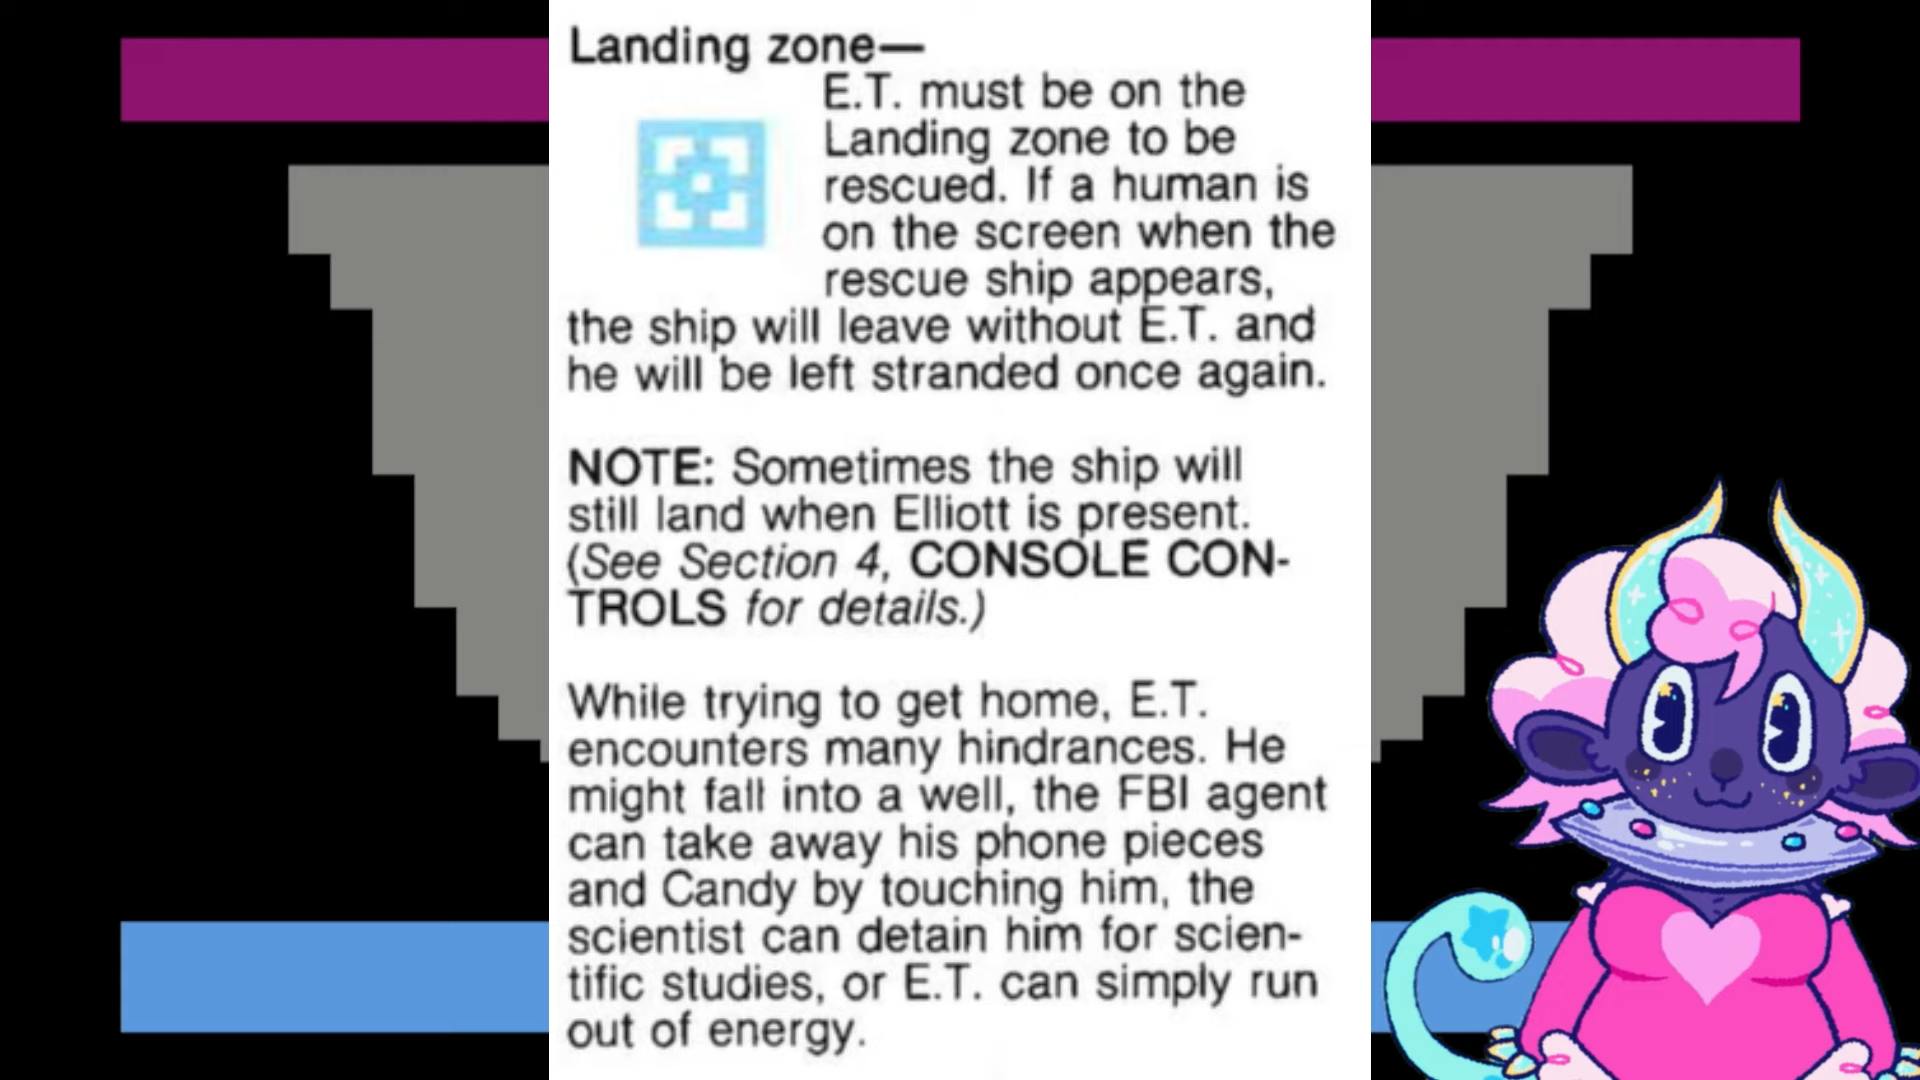 Landing zone—
E.T. must be on the
Landing zone to be
rescued. If a human is
on the screen when the
rescue ship appears,
the ship will leave without E.T. and
he will be left stranded once again.
NOTE: Sometimes the ship will
still land when Elliott is present.
(See Section 4, CONSOLE CON-
TROLS for details.)
While trying to get home, E.T.
encounters many hindrances. He
might fall into a well, the FBI agent
can take away his phone pieces
and Candy by touching him, the
scientist can detain him for scien-
tific studies, or E.T. can simply run
out of energy.